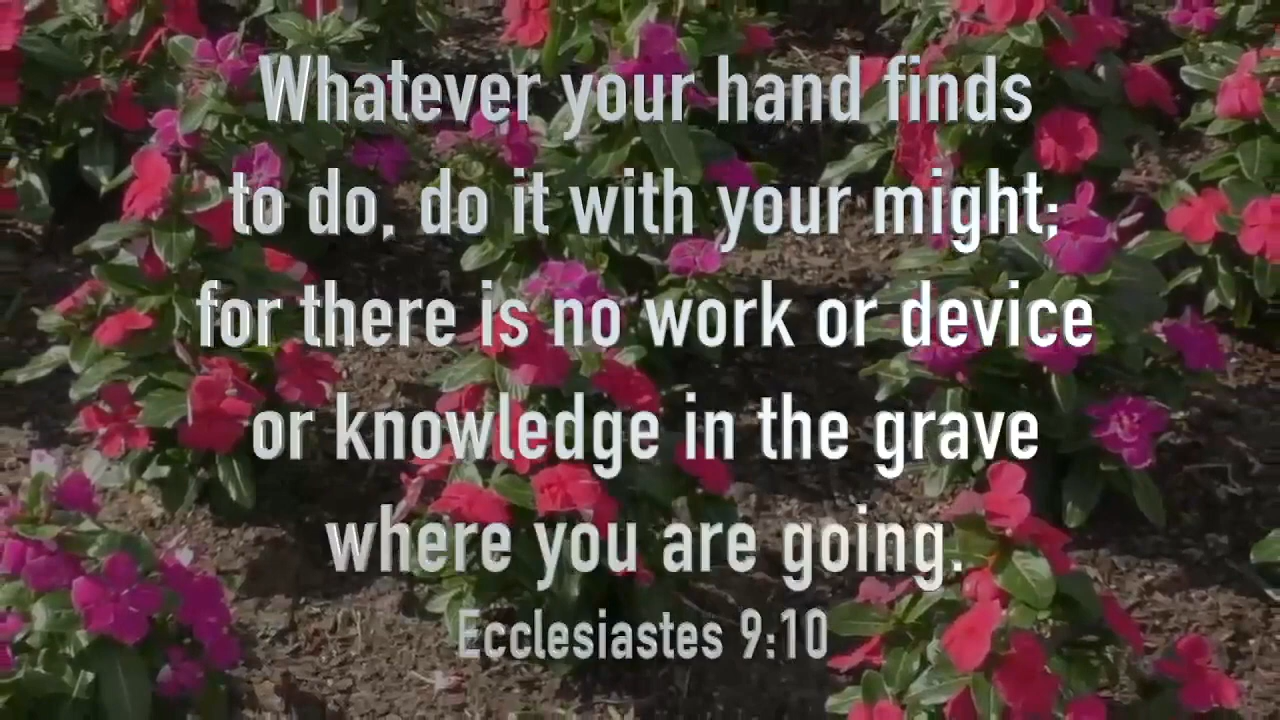 Whatever your hand finds
to do, do it with your might;
for there is no work or device
or knowledge in the grave
where you are going.
Ecclesiastes 9:10